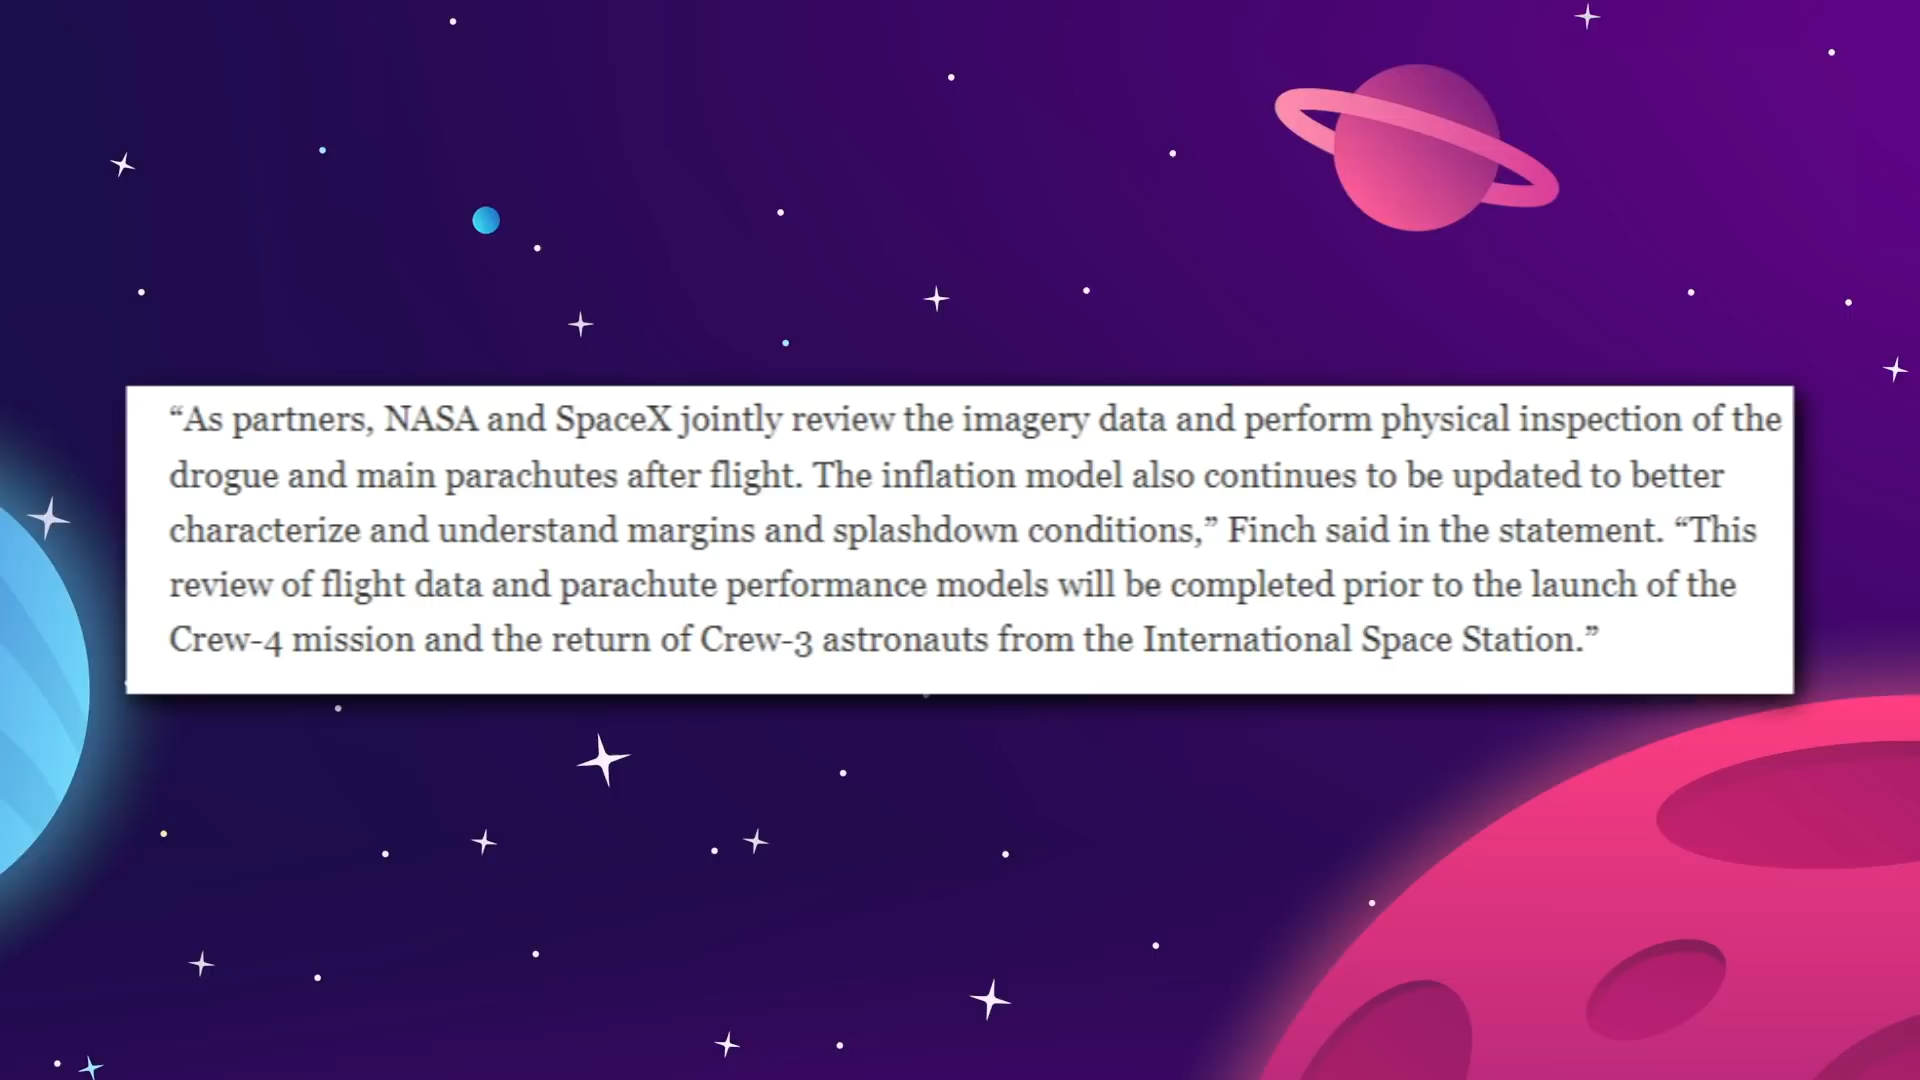 “As partners, NASA and SpaceX jointly review the imagery data and perform physical inspection of the
drogue and main parachutes after flight. The inflation model also continues to be updated to better
characterize and understand margins and splashdown conditions,” Finch said in the statement. “This
review of flight data and parachute performance models will be completed prior to the launch of the
Crew-4 mission and the return of Crew-3 astronauts from the International Space Station.”